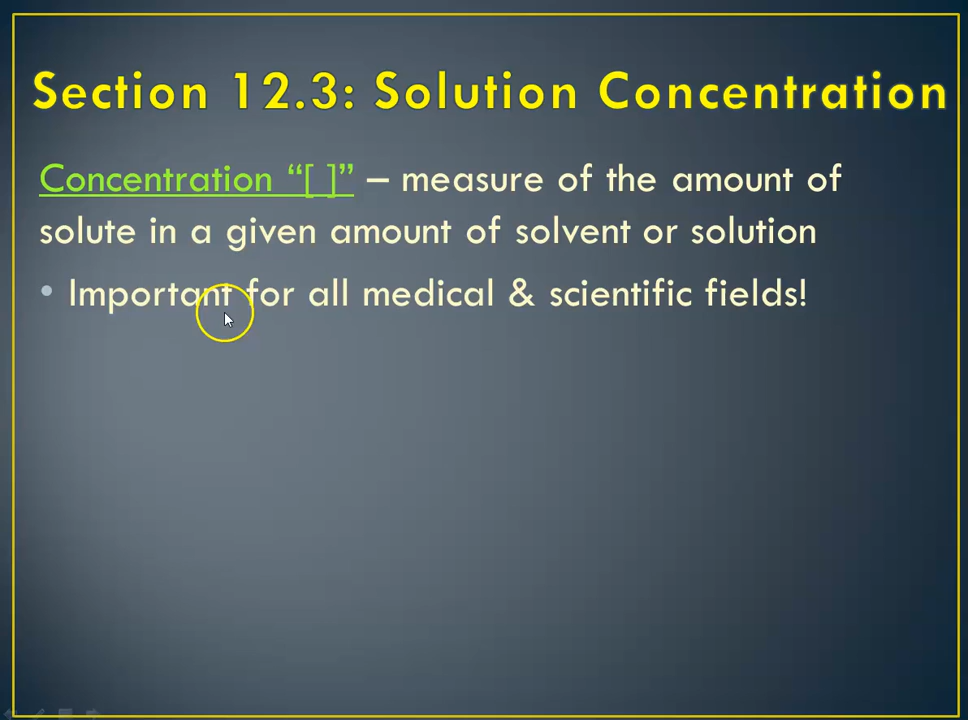 Section 12.3: Solution Concentration
Concentration “[ ]” – measure of the amount of
solute in a given amount of solvent or solution
• Important for all medical & scientific fields!